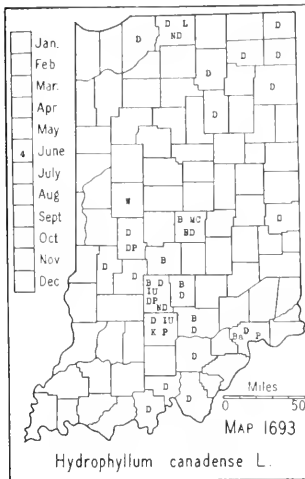 D L
D ND D
Jan.
Feb D D
Mar. D
Apr D
May
4 June
July
Aug W
Sept B MC
Oct D ND D
Nov DP B
Dec D D
B D B
IU D
DP ND
D IU B
K P D
D P
Bn
D
Miles
0 50
D D
D
MAP 1693
Hydrophyllum canadense L.